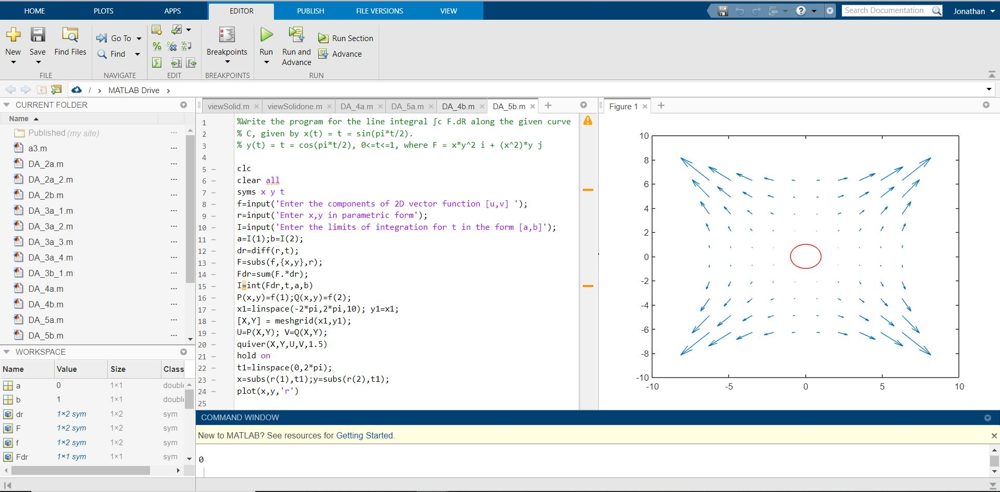 HOME PLOTS APPS EDITOR PUBLISH FILE VERSIONS VIEW Search Documentation Jonathan
New Save Find Files Go To Find Breakpoints Run Run and Advance Run Section Advance
FILE NAVIGATE EDIT BREAKPOINTS RUN
/ > MATLAB Drive >
CURRENT FOLDER
Name
Published (my site)
a3.m
DA_2a.m
DA_2a_2.m
DA_2b.m
DA_3a_1.m
DA_3a_2.m
DA_3a_3.m
DA_3a_4.m
DA_3b_1.m
DA_4a.m
DA_4b.m
DA_5a.m
DA_5b.m
WORKSPACE
Name Value Size Class
a 0 1×1 double
b 1 1×1 double
dr 1×2 sym 1×2 sym
F 1×2 sym 1×2 sym
f 1×2 sym 1×2 sym
Fdr 1×1 sym 1×1 sym
viewSolid.m viewSolidone.m DA_4a.m DA_5a.m DA_4b.m DA_5b.m
1 %Write the program for the line integral ∫c F.dR along the given curve
2 % C, given by x(t) = t = sin(pi*t/2).
3 % y(t) = t = cos(pi*t/2), 0<=t<=1, where F = x*y^2 i + (x^2)*y j
4
5 clc
6 clear all
7 syms x y t
8 f=input('Enter the components of 2D vector function [u,v] ');
9 r=input('Enter x,y in parametric form');
10 I=input('Enter the limits of integration for t in the form [a,b]');
11 a=I(1);b=I(2);
12 dr=diff(r,t);
13 F=subs(f,{x,y},r);
14 Fdr=sum(F.*dr);
15 I=int(Fdr,t,a,b)
16 P(x,y)=f(1);Q(x,y)=f(2);
17 x1=linspace(-2*pi,2*pi,10); y1=x1;
18 [X,Y] = meshgrid(x1,y1);
19 U=P(X,Y); V=Q(X,Y);
20 quiver(X,Y,U,V,1.5)
21 hold on
22 t1=linspace(0,2*pi);
23 x=subs(r(1),t1);y=subs(r(2),t1);
24 plot(x,y,'r')
25
Figure 1
10
8
6
4
2
0
-2
-4
-6
-8
-10
-10 -5 0 5 10
COMMAND WINDOW
New to MATLAB? See resources for Getting Started.
0